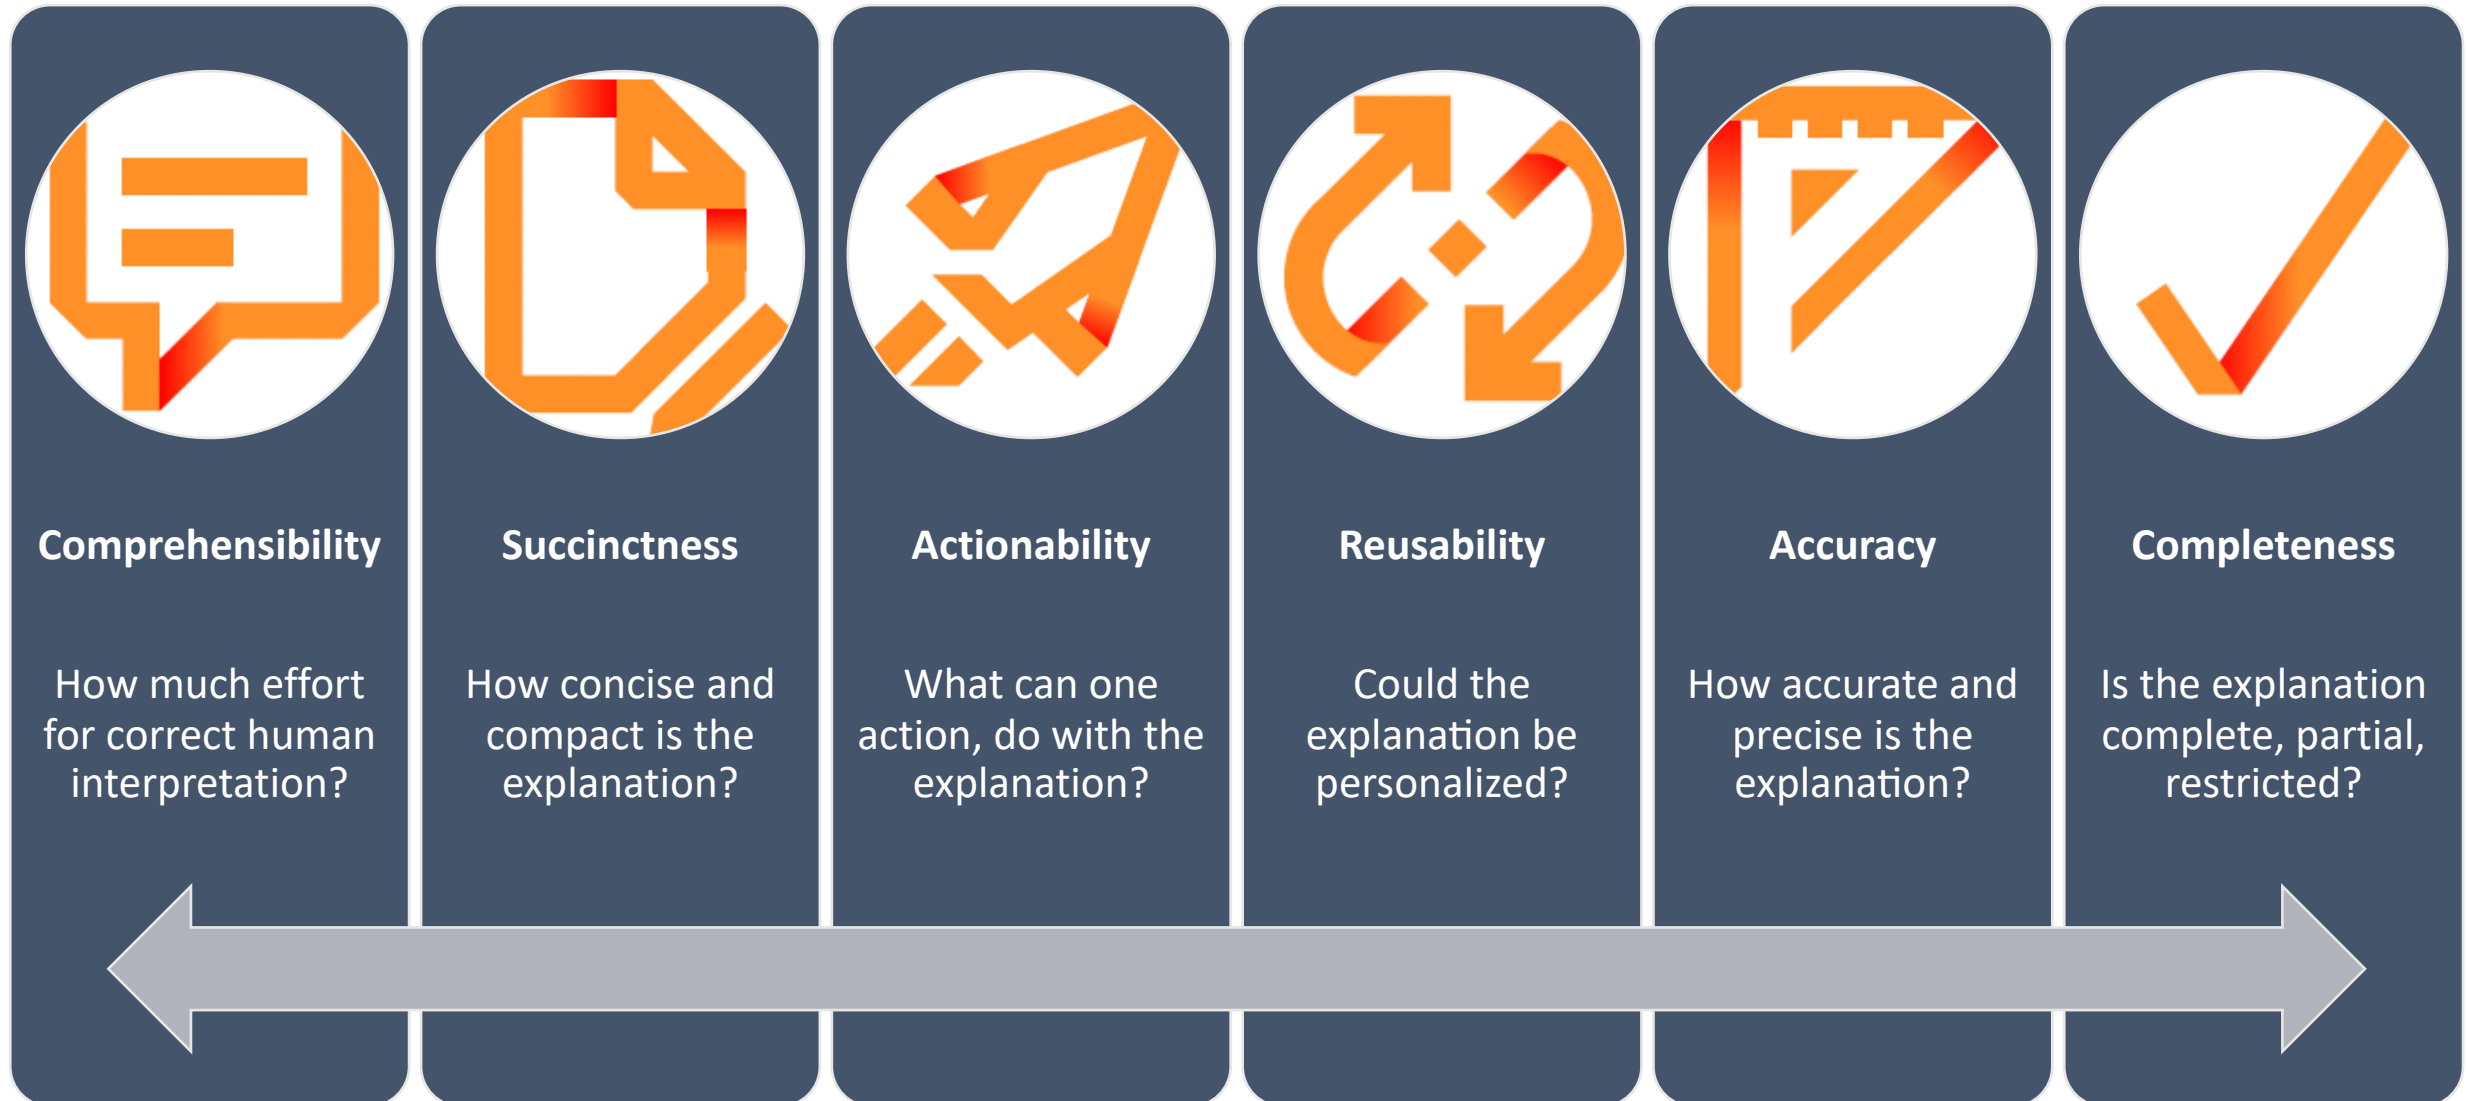 Comprehensibility
How much effort
for correct human
interpretation?
Succinctness
How concise and
compact is the
explanation?
Actionability
What can one
action, do with the
explanation?
Reusability
Could the
explanation be
personalized?
Accuracy
How accurate and
precise is the
explanation?
Completeness
Is the explanation
complete, partial,
restricted?